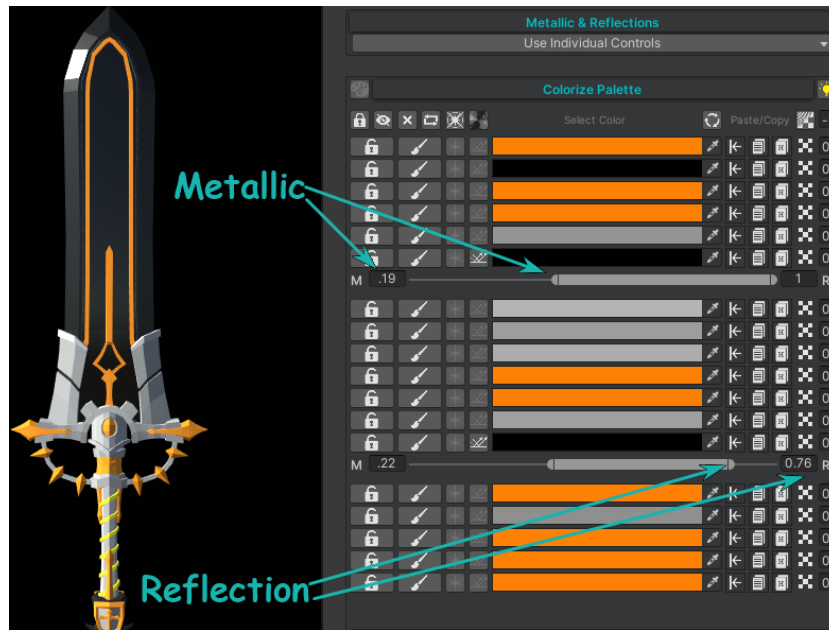 Metallic & Reflections
Use Individual Controls
Colorize Palette
Select Color
Paste/Copy
Metallic
M .19 1 R
M .22 0.76 R
Reflection